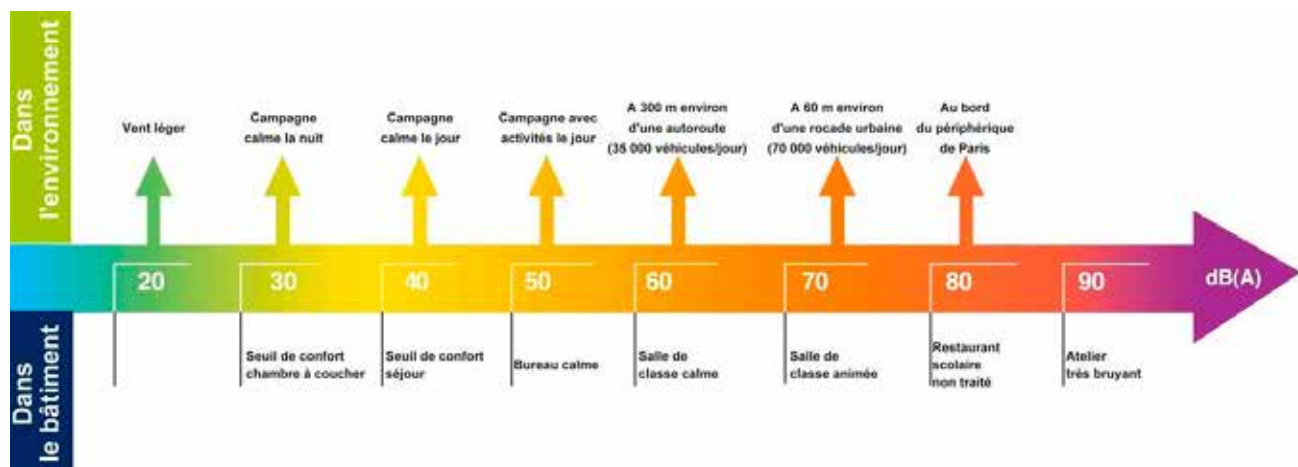 Dans
l'environnement
Vent léger
Campagne
calme la nuit
Campagne
calme le jour
Campagne avec
activités le jour
A 300 m environ
d'une autoroute
(35 000 véhicules/jour)
A 60 m environ
d'une rocade urbaine
(70 000 véhicules/jour)
Au bord
du périphérique
de Paris
20
30
40
50
60
70
80
90
dB(A)
Dans
le bâtiment
Seuil de confort
chambre à coucher
Seuil de confort
séjour
Bureau calme
Salle de
classe calme
Salle de
classe animée
Restaurant
scolaire
non traité
Atelier
très bruyant